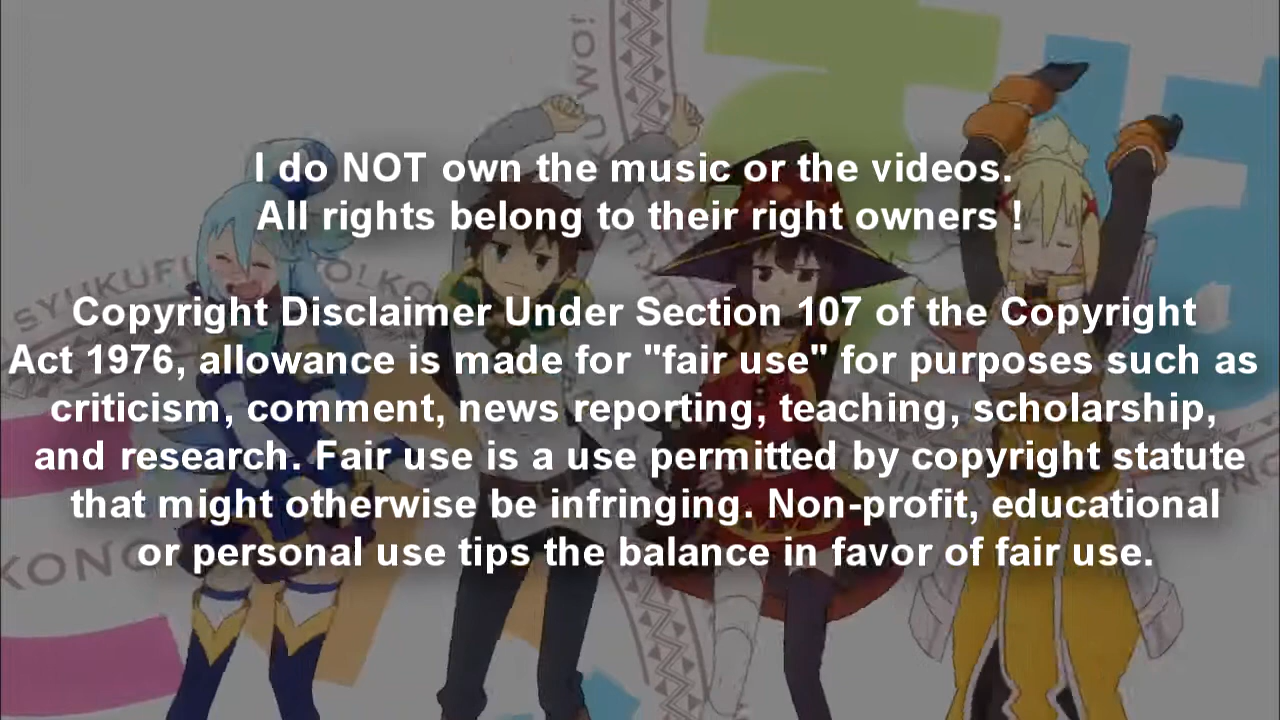 I do NOT own the music or the videos.
All rights belong to their right owners !
Copyright Disclaimer Under Section 107 of the Copyright
Act 1976, allowance is made for "fair use" for purposes such as
criticism, comment, news reporting, teaching, scholarship,
and research. Fair use is a use permitted by copyright statute
that might otherwise be infringing. Non-profit, educational
or personal use tips the balance in favor of fair use.